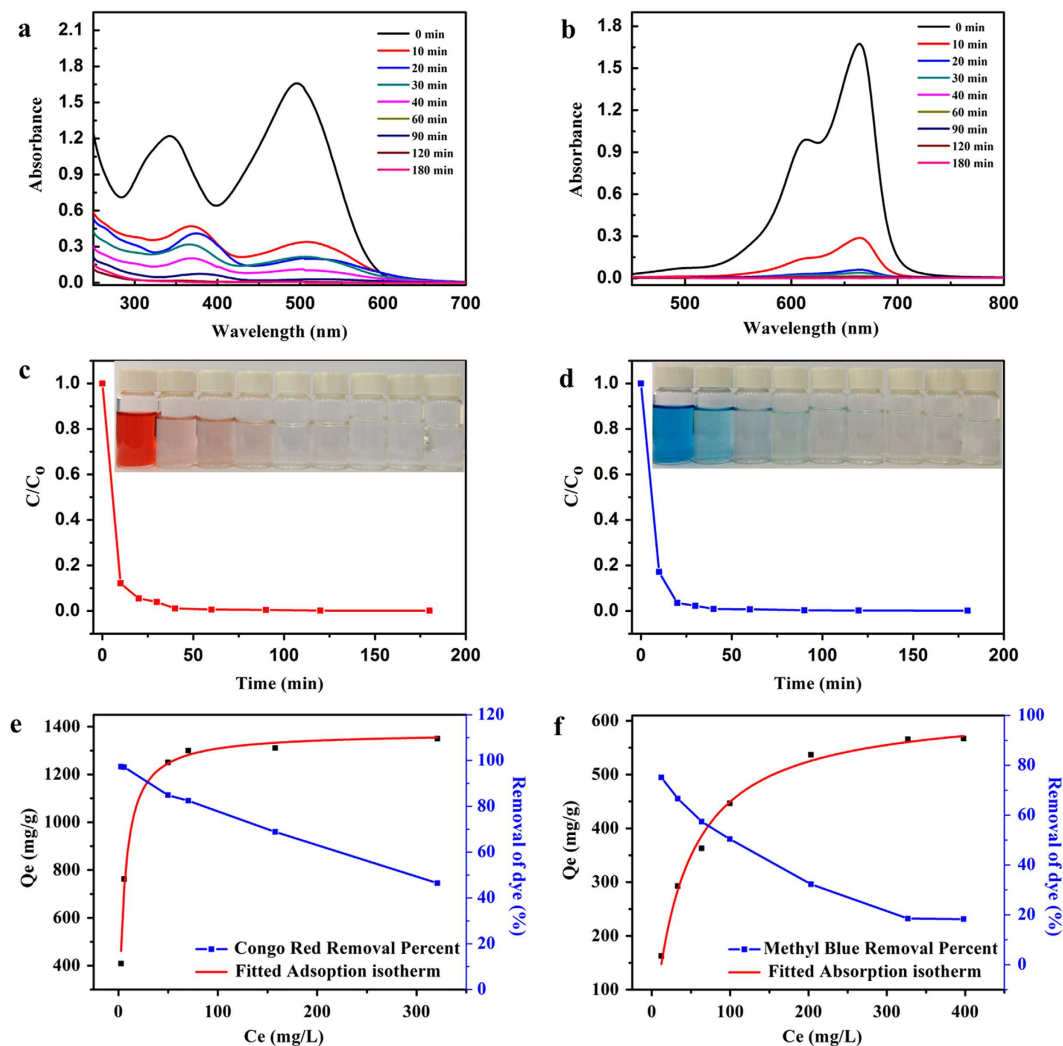 a
0 min
10 min
20 min
30 min
40 min
60 min
90 min
120 min
180 min
2.1
1.8
1.5
1.2
0.9
0.6
0.3
0.0
Absorbance
300
400
500
600
700
Wavelength (nm)
b
0 min
10 min
20 min
30 min
40 min
60 min
90 min
120 min
180 min
1.8
1.5
1.2
0.9
0.6
0.3
0.0
Absorbance
500
600
700
800
Wavelength (nm)
c
1.0
0.8
0.6
0.4
0.2
0.0
C/C0
0
50
100
150
200
Time (min)
d
1.0
0.8
0.6
0.4
0.2
0.0
C/C0
0
50
100
150
200
Time (min)
e
1400
1200
1000
800
600
400
Qe (mg/g)
120
100
80
60
40
20
0
Removal of dye (%)
Congo Red Removal Percent
Fitted Adsoption isotherm
0
100
200
300
Ce (mg/L)
f
600
500
400
300
200
100
Qe (mg/g)
100
80
60
40
20
0
Removal of dye (%)
Methyl Blue Removal Percent
Fitted Absorption isotherm
0
100
200
300
400
Ce (mg/L)